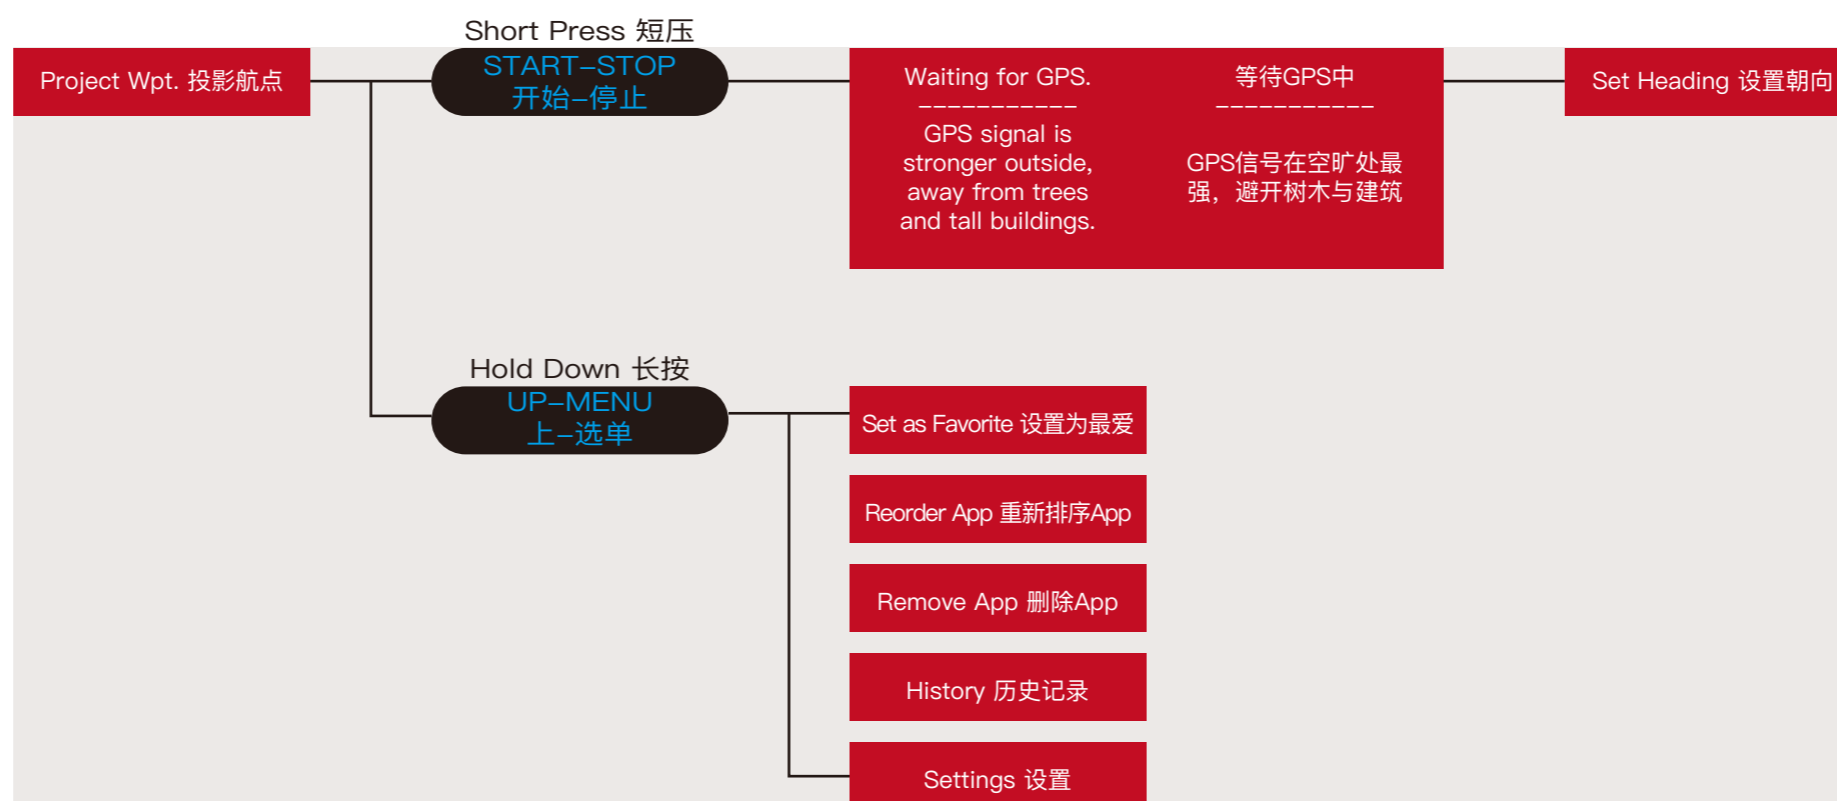 Short Press 短压
Project Wpt. 投影航点
START-STOP
开始-停止
Waiting for GPS.
-----------
GPS signal is
stronger outside,
away from trees
and tall buildings.
等待GPS中
-----------
GPS信号在空旷处最
强，避开树木与建筑
Set Heading 设置朝向
Hold Down 长按
UP-MENU
上-选单
Set as Favorite 设置为最爱
Reorder App 重新排序App
Remove App 删除App
History 历史记录
Settings 设置